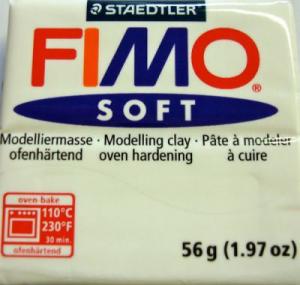 STAEDTLER
FIMO®
SOFT
Modelliermasse · Modelling clay · Pâte à modeler
ofenhärtend oven hardening à cuire
oven-bake
110°C
230°F
30 min.
ofenhärtend
56 g (1.97 oz)